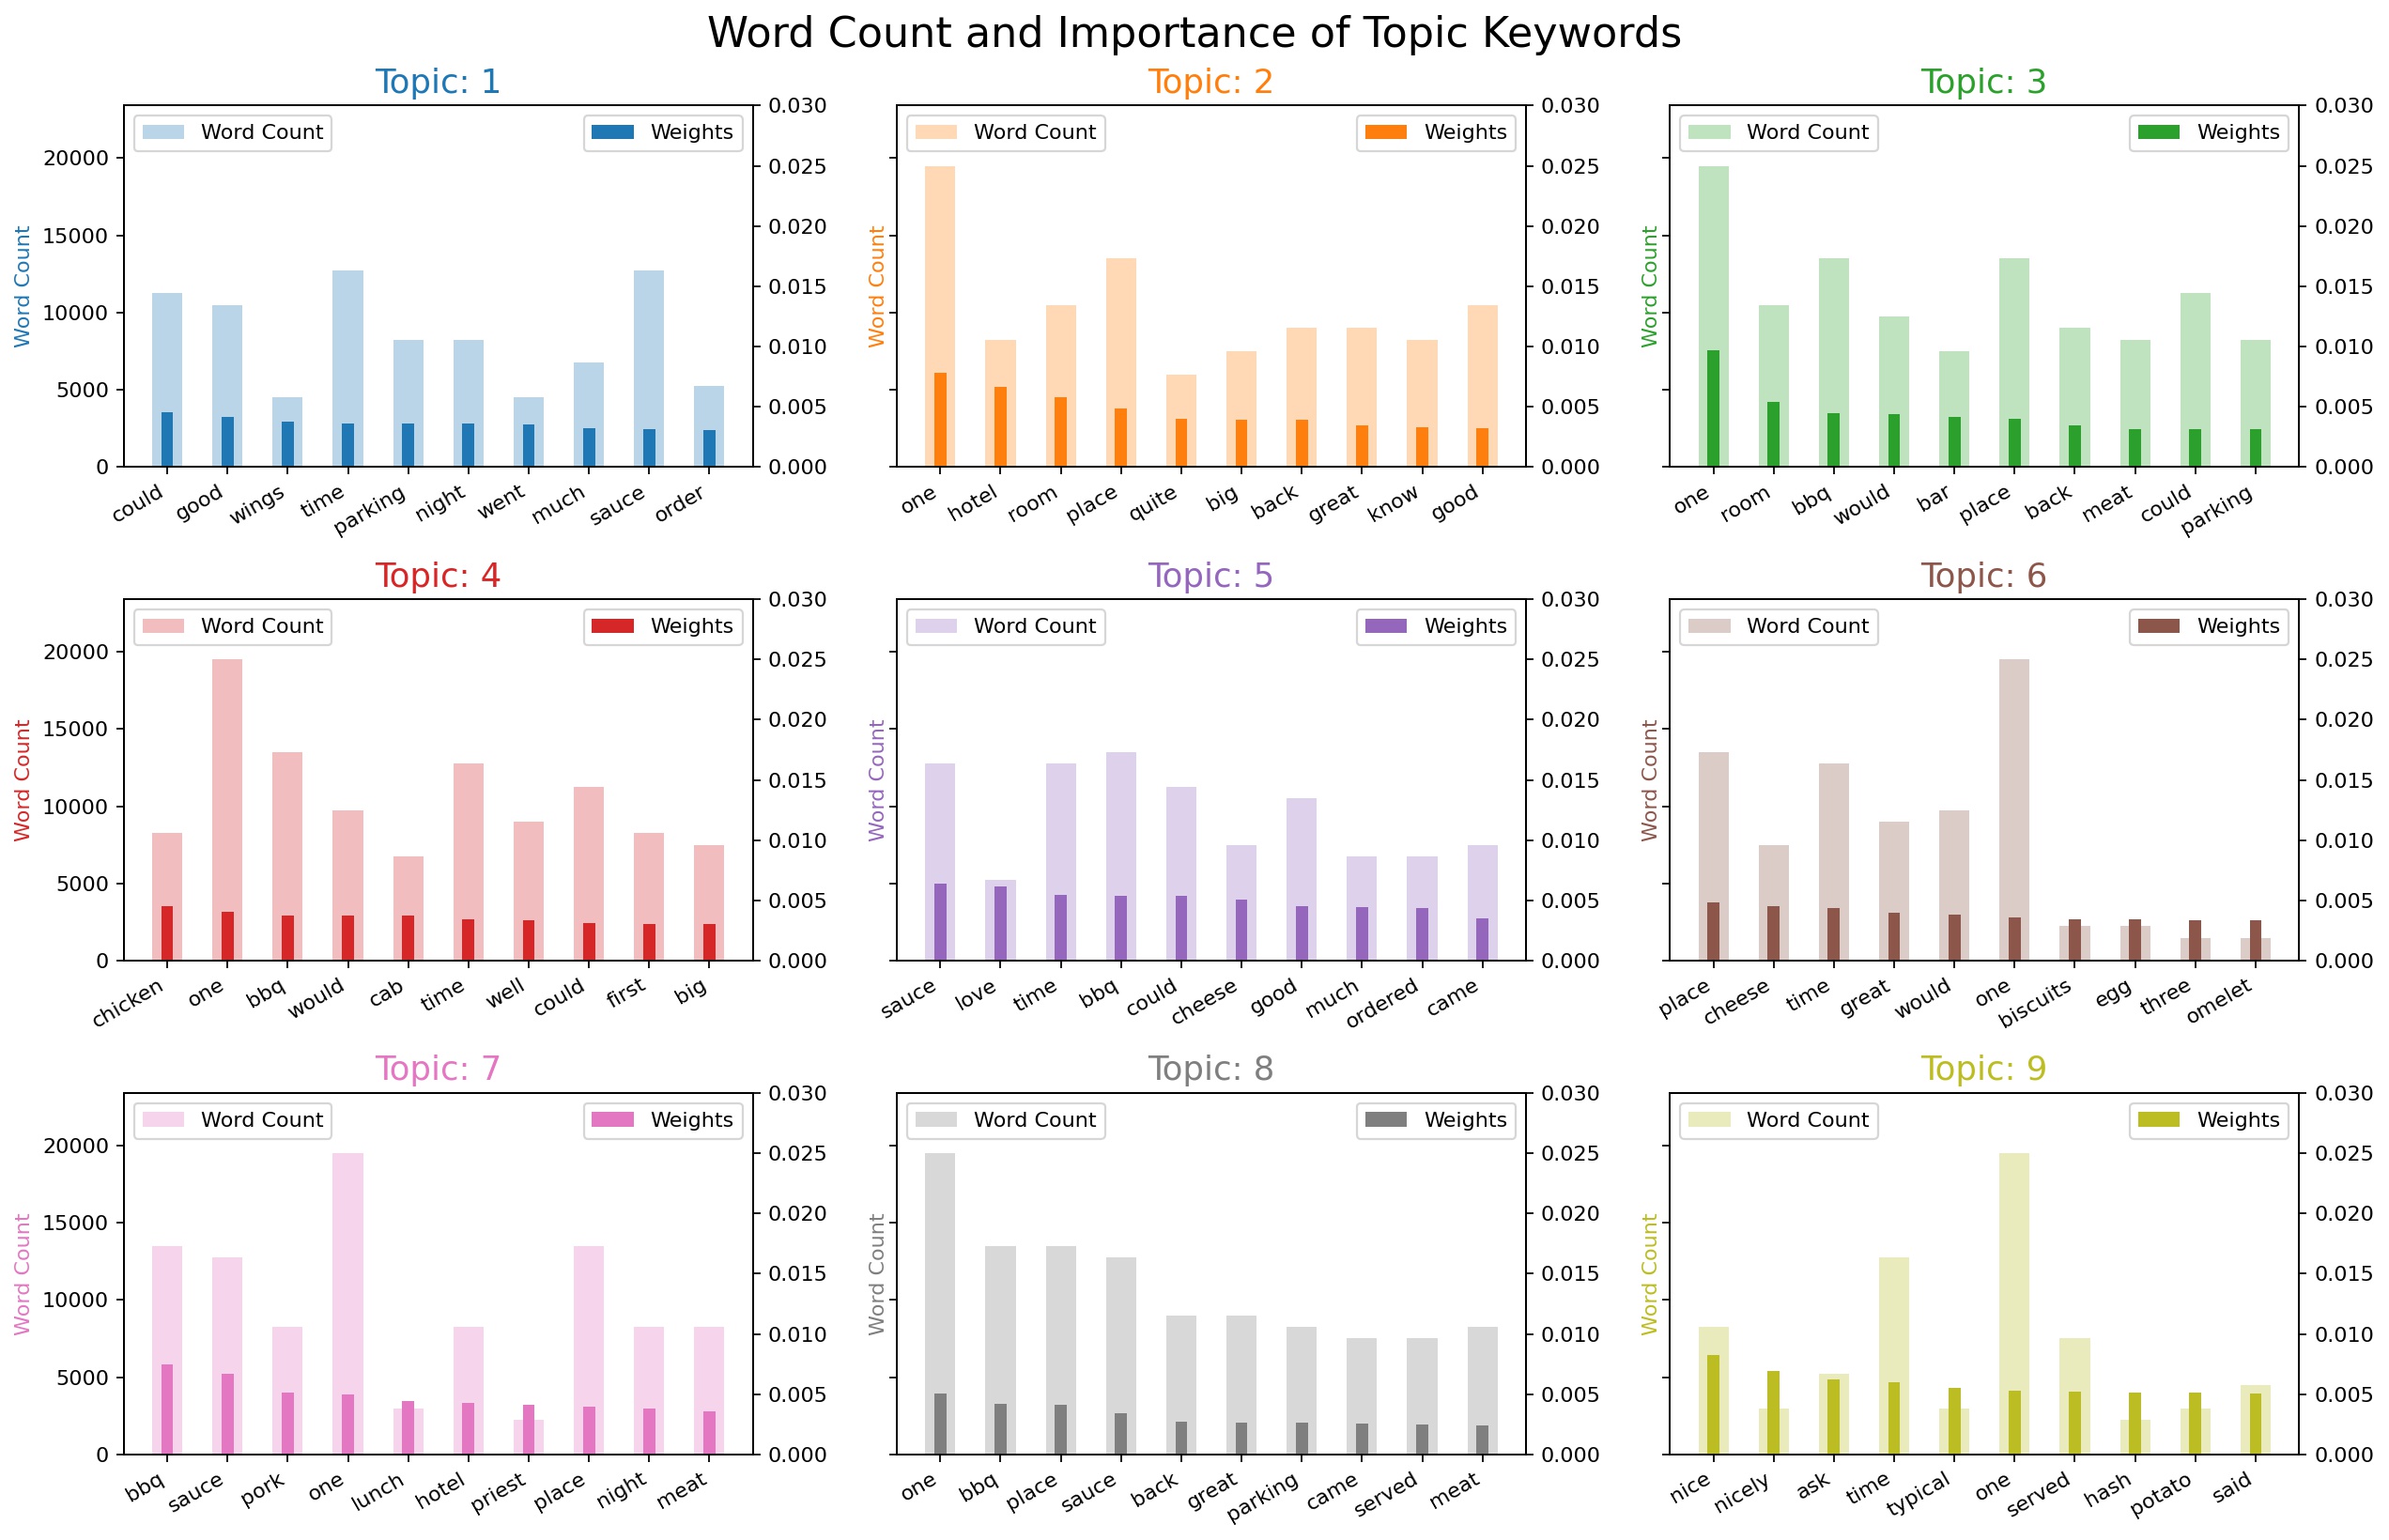 Word Count and Importance of Topic Keywords
Topic: 1
Word Count
Weights
Word Count
20000
15000
10000
5000
0
0.030
0.025
0.020
0.015
0.010
0.005
0.000
could good wings time parking night went much sauce order
Topic: 2
Word Count
Weights
Word Count
0.030
0.025
0.020
0.015
0.010
0.005
0.000
one hotel room place quite big back great know good
Topic: 3
Word Count
Weights
Word Count
0.030
0.025
0.020
0.015
0.010
0.005
0.000
one room bbq would bar place back meat could parking
Topic: 4
Word Count
Weights
Word Count
20000
15000
10000
5000
0
0.030
0.025
0.020
0.015
0.010
0.005
0.000
chicken one bbq would cab time well could first big
Topic: 5
Word Count
Weights
Word Count
0.030
0.025
0.020
0.015
0.010
0.005
0.000
sauce love time bbq could cheese good much ordered came
Topic: 6
Word Count
Weights
Word Count
0.030
0.025
0.020
0.015
0.010
0.005
0.000
place cheese time great would one biscuits egg three omelet
Topic: 7
Word Count
Weights
Word Count
20000
15000
10000
5000
0
0.030
0.025
0.020
0.015
0.010
0.005
0.000
bbq sauce pork one lunch hotel priest place night meat
Topic: 8
Word Count
Weights
Word Count
0.030
0.025
0.020
0.015
0.010
0.005
0.000
one bbq place sauce back great parking came served meat
Topic: 9
Word Count
Weights
Word Count
0.030
0.025
0.020
0.015
0.010
0.005
0.000
nice nicely ask time typical one served hash potato said